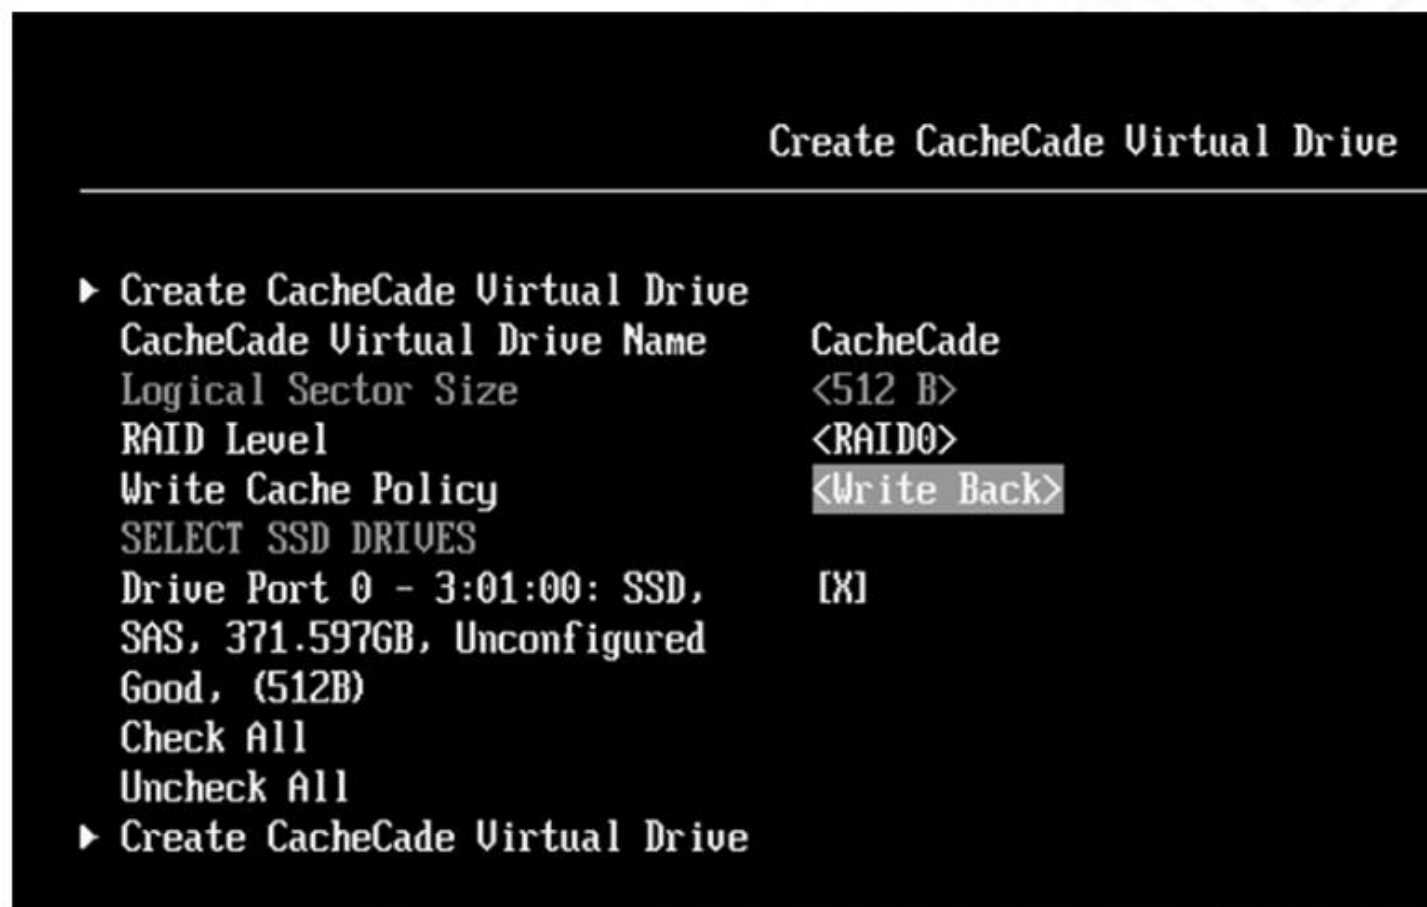 Create CacheCade Virtual Drive
Create CacheCade Virtual Drive
CacheCade Virtual Drive Name CacheCade
Logical Sector Size <512 B>
RAID Level <RAID0>
Write Cache Policy <Write Back>
SELECT SSD DRIVES
Drive Port 0 - 3:01:00: SSD, [X]
SAS, 371.597GB, Unconfigured
Good, (512B)
Check All
Uncheck All
Create CacheCade Virtual Drive